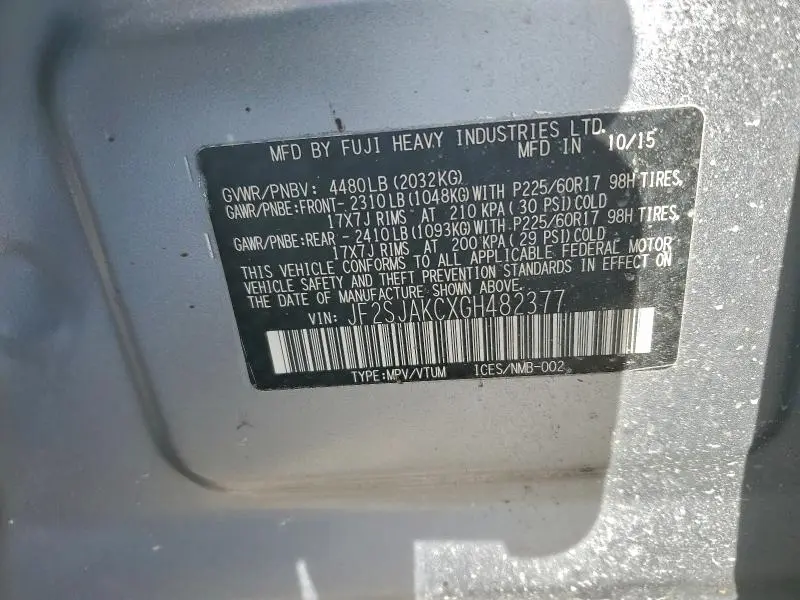 MFD BY FUJI HEAVY INDUSTRIES LTD.
MFD IN 10/15
GVWR/PNBV: 4480LB (2032KG)
GAWR/PNBE:FRONT- 2310LB(1048KG)WITH P225/60R17 98H TIRES,
17X7J RIMS AT 210 KPA(30 PSI)COLD
GAWR/PNBE:REAR - 2410LB(1093KG)WITH P225/60R17 98H TIRES,
17X7J RIMS AT 200 KPA(29 PSI)COLD
THIS VEHICLE CONFORMS TO ALL APPLICABLE FEDERAL MOTOR
VEHICLE SAFETY AND THEFT PREVENTION STANDARDS IN EFFECT ON
THE DATE OF MANUFACTURE SHOWN ABOVE.
VIN: JF2SJAKCXGH482377
TYPE:MPV/VTUM ICES/NMB-002